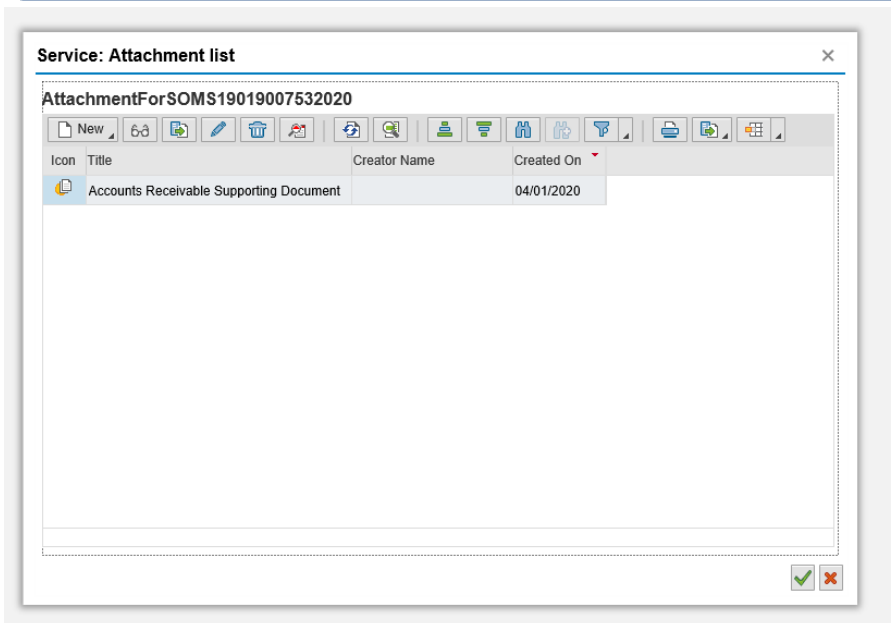 Service: Attachment list
AttachmentForSOMS19019007532020
New
Icon Title Creator Name Created On
Accounts Receivable Supporting Document 04/01/2020